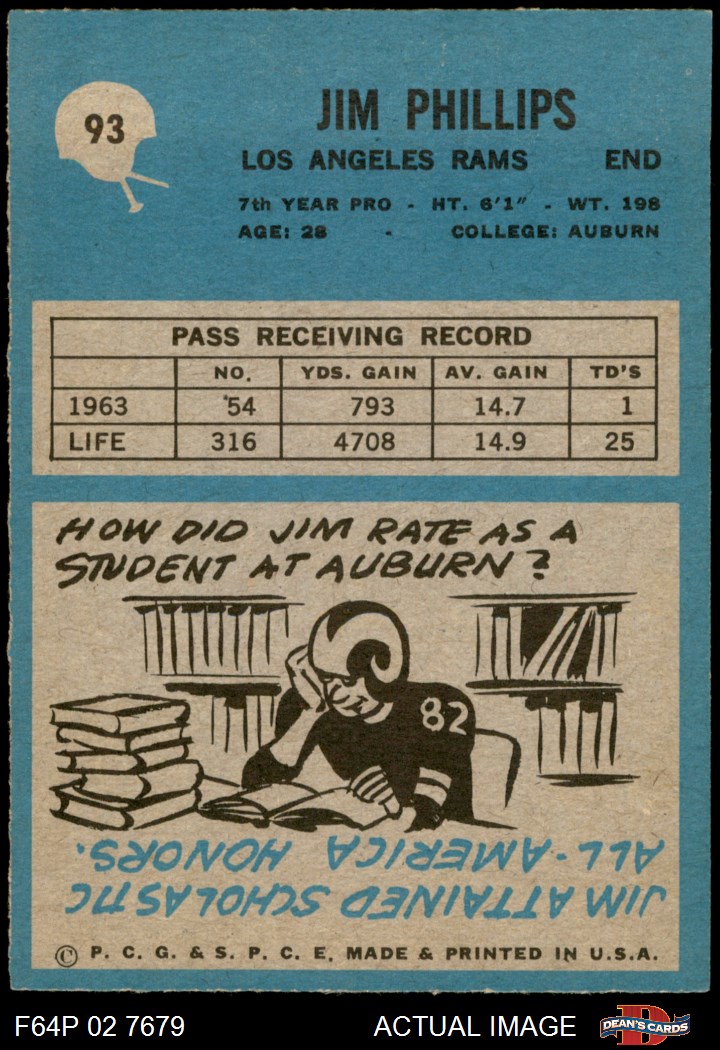 93
JIM PHILLIPS
LOS ANGELES RAMS END
7th YEAR PRO - HT. 6'1" - WT. 198
AGE: 28 - COLLEGE: AUBURN
PASS RECEIVING RECORD
NO. YDS. GAIN AV. GAIN TD'S
1963 54 793 14.7 1
LIFE 316 4708 14.9 25
HOW DID JIM RATE AS A
STUDENT AT AUBURN?
82
JIM ATTAINED SCHOLASTIC
ALL-AMERICA HONORS.
© P. C. G. & S. P. C. E. MADE & PRINTED IN U.S.A.
F64P 02 7679 ACTUAL IMAGE D DEAN'S CARDS